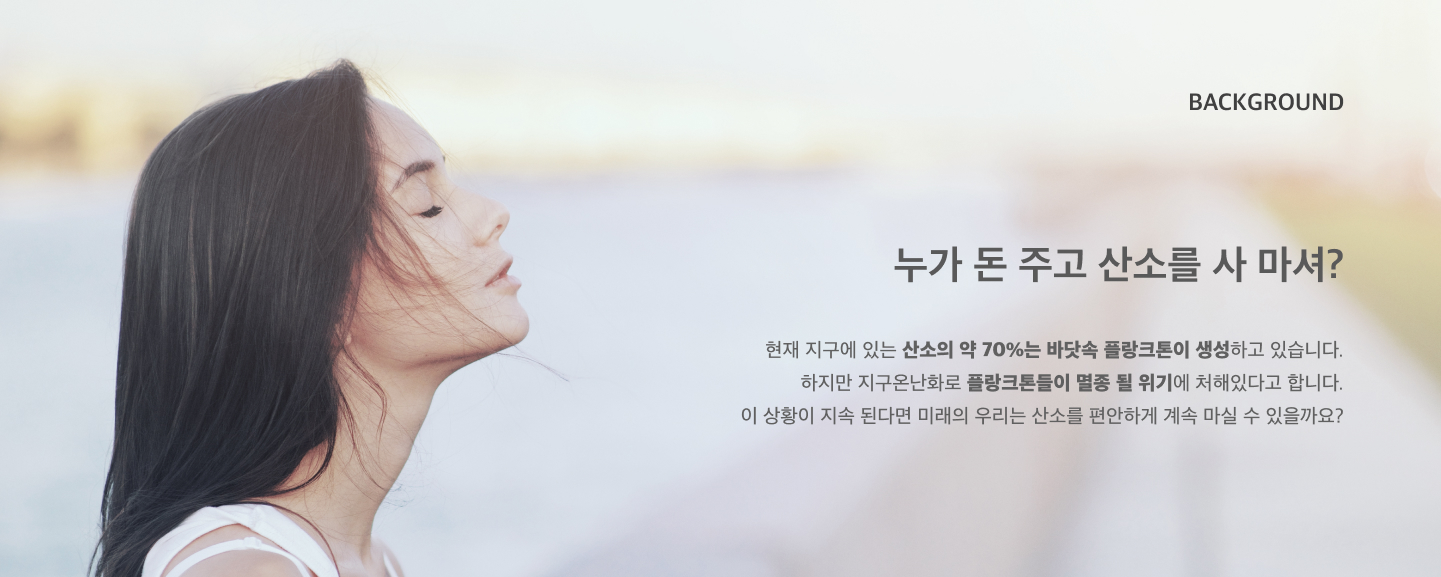 BACKGROUND
누가 돈 주고 산소를 사 마셔?
현재 지구에 있는 산소의 약 70%는 바닷속 플랑크톤이 생성하고 있습니다.
하지만 지구온난화로 플랑크톤들이 멸종 될 위기에 처해있다고 합니다.
이 상황이 지속 된다면 미래의 우리는 산소를 편안하게 계속 마실 수 있을까요?